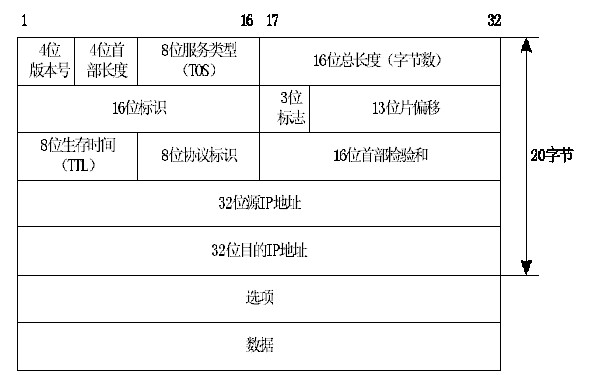 1 16 17 32
4位
版本号
4位首
部长度
8位服务类型
(TOS)
16位总长度(字节数)
16位标识
3位
标志
13位片偏移
8位生存时间
(TTL)
8位协议标识
16位首部检验和
20字节
32位源IP地址
32位目的IP地址
选项
数据